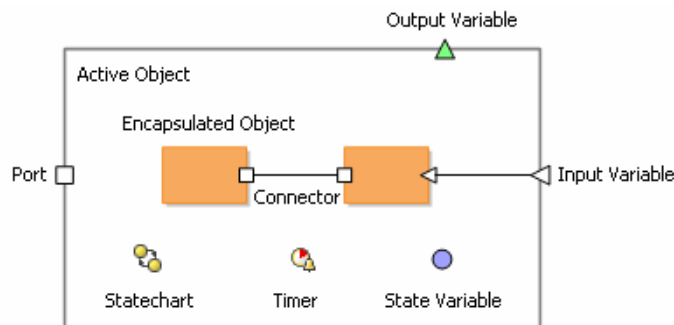 Output Variable
Active Object
Encapsulated Object
Port
Input Variable
Connector
Statechart
Timer
State Variable